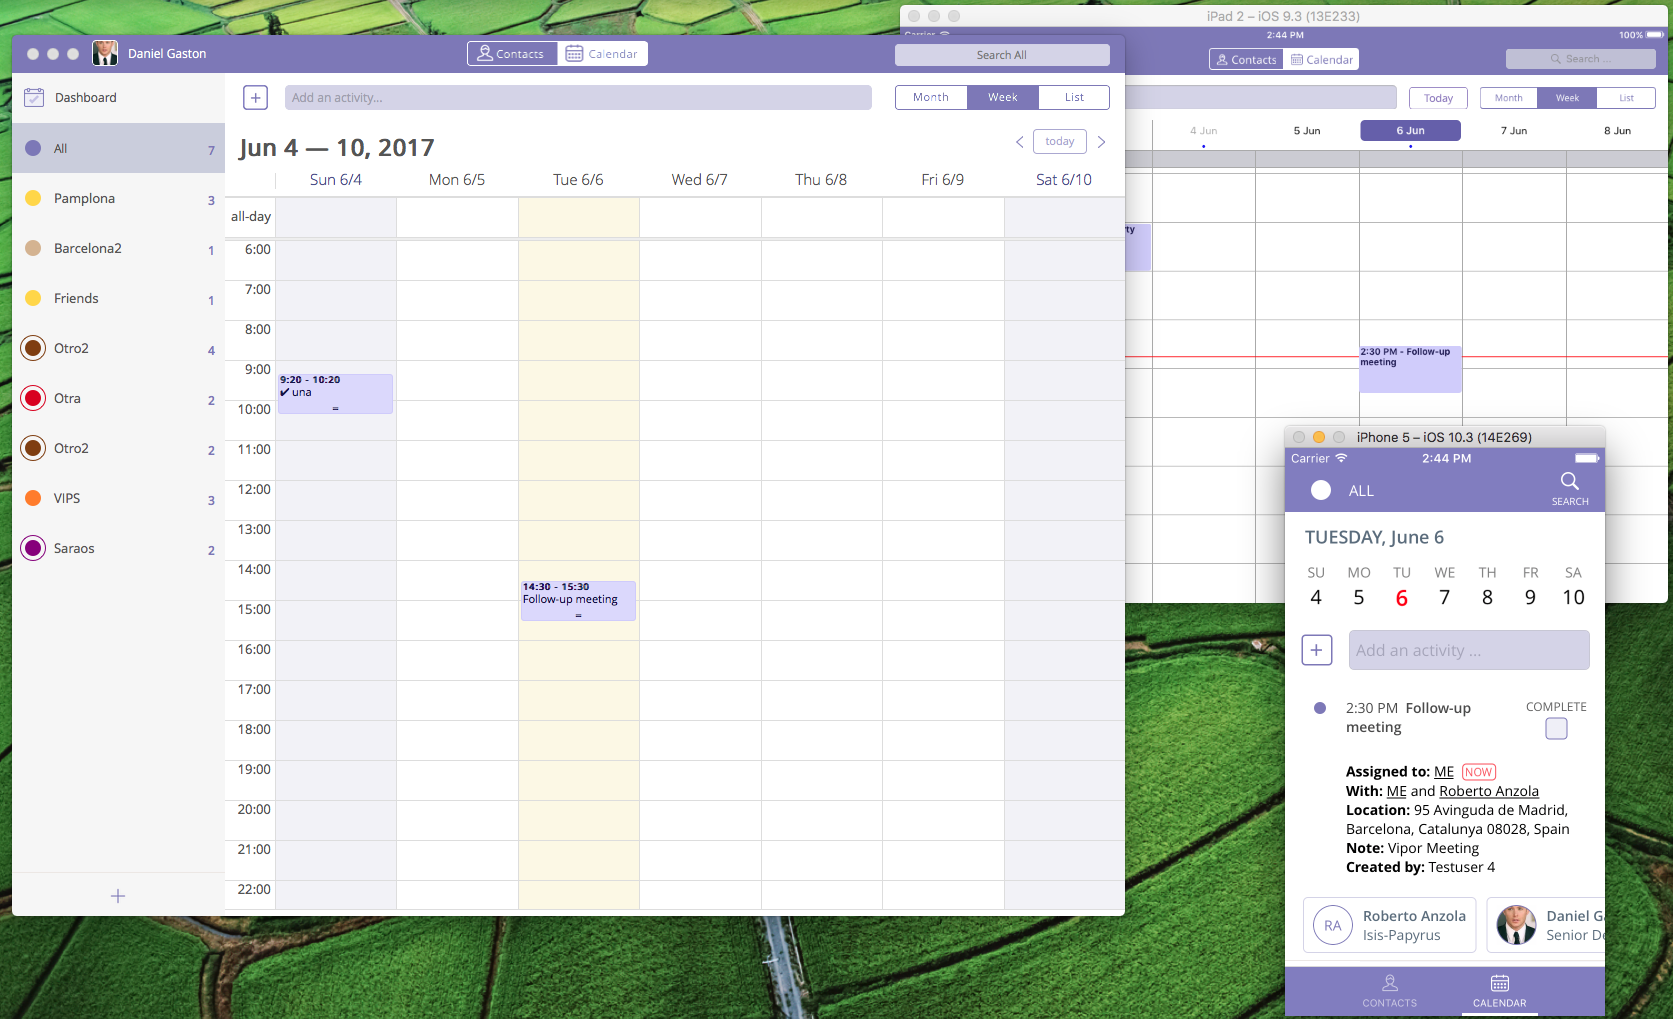 iPad 2 – iOS 9.3 (13E233)
2:44 PM
100%
Contacts
Calendar
Search ...
Today
Month
Week
List
4 Jun
5 Jun
6 Jun
7 Jun
8 Jun
2:30 PM - Follow-up
meeting
Daniel Gaston
Contacts
Calendar
Search All
Dashboard
All
7
Pamplona
3
Barcelona2
1
Friends
1
Otro2
4
Otra
2
Otro2
2
VIPS
3
Saraos
2
+
+
Add an activity...
Month
Week
List
Jun 4 — 10, 2017
<
today
>
Sun 6/4
Mon 6/5
Tue 6/6
Wed 6/7
Thu 6/8
Fri 6/9
Sat 6/10
all-day
6:00
7:00
8:00
9:00
10:00
11:00
12:00
13:00
14:00
15:00
16:00
17:00
18:00
19:00
20:00
21:00
22:00
9:20 - 10:20
✔ una
=
14:30 - 15:30
Follow-up meeting
=
iPhone 5 – iOS 10.3 (14E269)
Carrier
2:44 PM
ALL
SEARCH
TUESDAY, June 6
SU MO TU WE TH FR SA
4 5 6 7 8 9 10
+
Add an activity ...
2:30 PM Follow-up
meeting
COMPLETE
Assigned to: ME NOW
With: ME and Roberto Anzola
Location: 95 Avinguda de Madrid,
Barcelona, Catalunya 08028, Spain
Note: Vipor Meeting
Created by: Testuser 4
RA
Roberto Anzola
Isis-Papyrus
Daniel G
Senior De
CONTACTS
CALENDAR